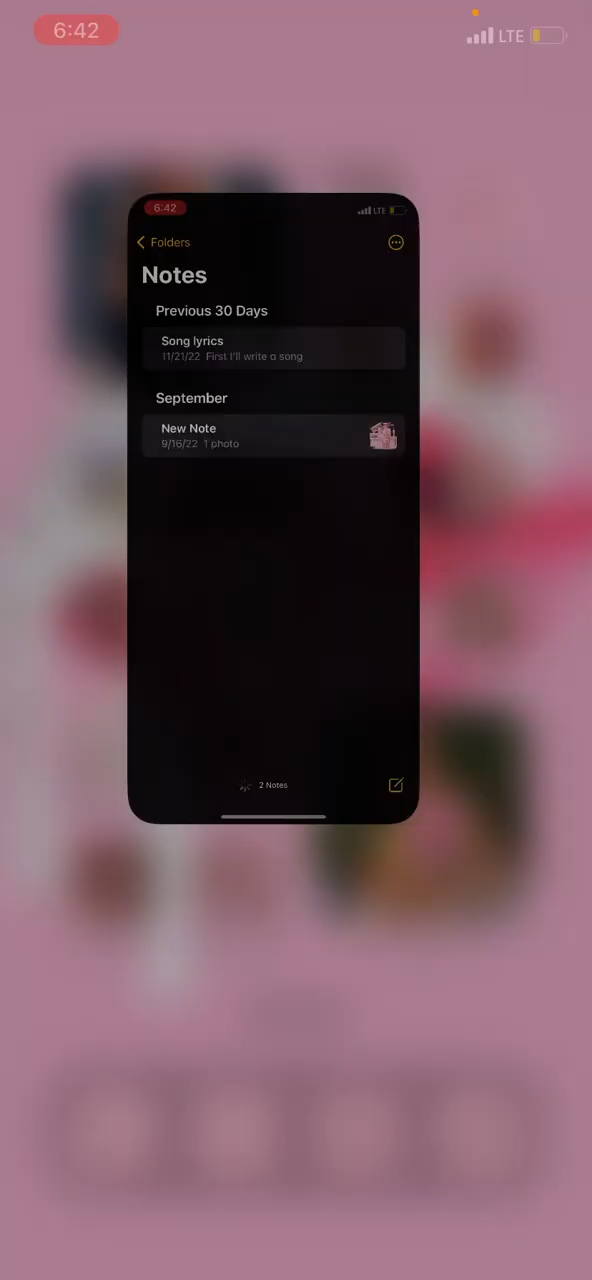 6:42
LTE
6:42
LTE
Folders
Notes
Previous 30 Days
Song lyrics
11/21/22 First I'll write a song
September
New Note
9/16/22 1 photo
2 Notes